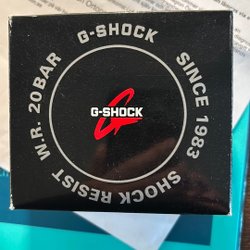 G-SHOCK
SINCE 1983
SHOCK RESIST
W.R. 20BAR
G-SHOCK